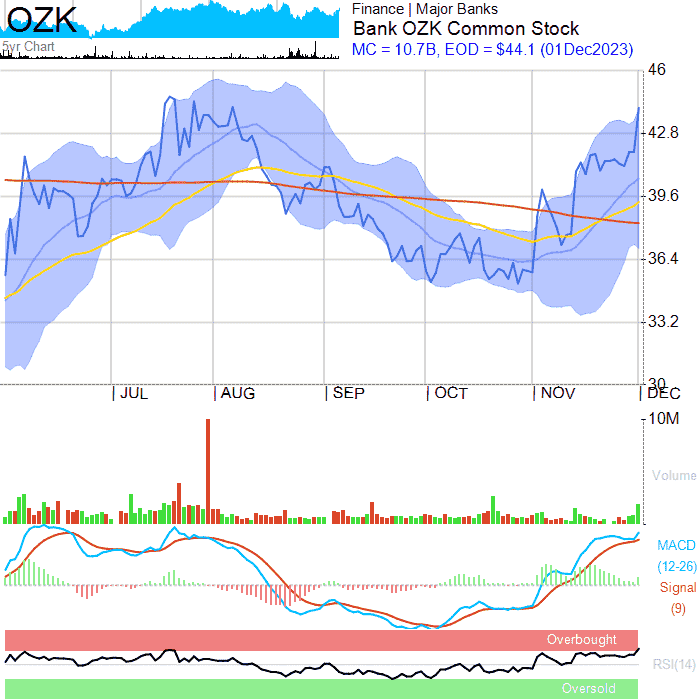 OZK
5yr Chart
Finance | Major Banks
Bank OZK Common Stock
MC = 10.7B, EOD = $44.1 (01Dec2023)
46
42.8
39.6
36.4
33.2
30
JUL
AUG
SEP
OCT
NOV
DEC
10M
Volume
MACD
(12-26)
Signal
(9)
Overbought
RSI(14)
Oversold